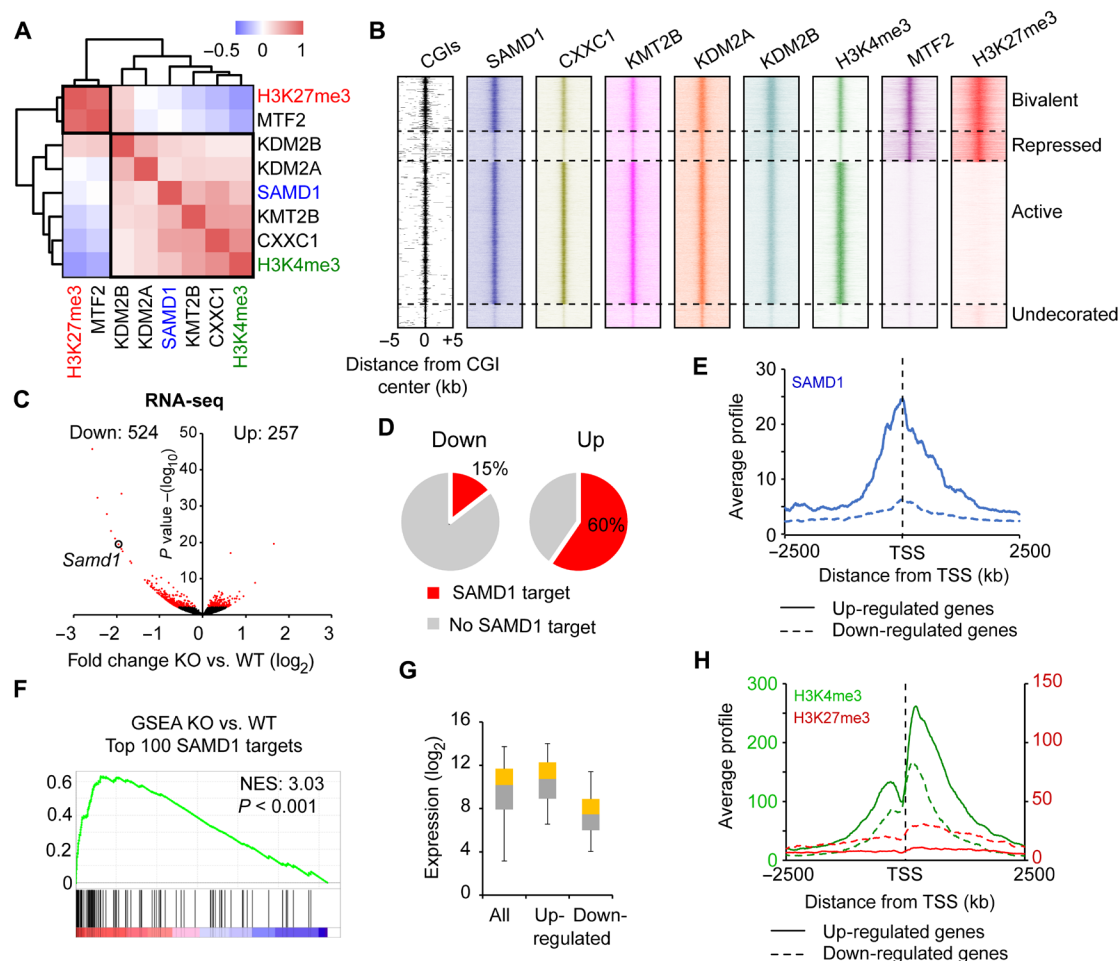 A
−0.5 0 1
H3K27me3
MTF2
KDM2B
KDM2A
SAMD1
KMT2B
CXXC1
H3K4me3
H3K27me3
MTF2
KDM2B
KDM2A
SAMD1
KMT2B
CXXC1
H3K4me3
B
CGIs
SAMD1
CXXC1
KMT2B
KDM2A
KDM2B
H3K4me3
MTF2
H3K27me3
Bivalent
Repressed
Active
Undecorated
−5 0 +5
Distance from CGI
center (kb)
C
RNA-seq
Down: 524
Up: 257
50
40
30
20
10
P value −(log10)
Samd1
−3 −2 −1 0 1 2 3
Fold change KO vs. WT (log2)
D
Down
Up
15%
60%
SAMD1 target
No SAMD1 target
E
SAMD1
30
20
10
0
Average profile
−2500 TSS 2500
Distance from TSS (kb)
Up-regulated genes
Down-regulated genes
F
GSEA KO vs. WT
Top 100 SAMD1 targets
NES: 3.03
P < 0.001
0.6
0.4
0.2
0
G
16
12
8
4
0
Expression (log2)
All Up- Down-
regulated
H
H3K4me3
H3K27me3
300
200
100
0
150
100
50
0
Average profile
−2500 TSS 2500
Distance from TSS (kb)
Up-regulated genes
Down-regulated genes